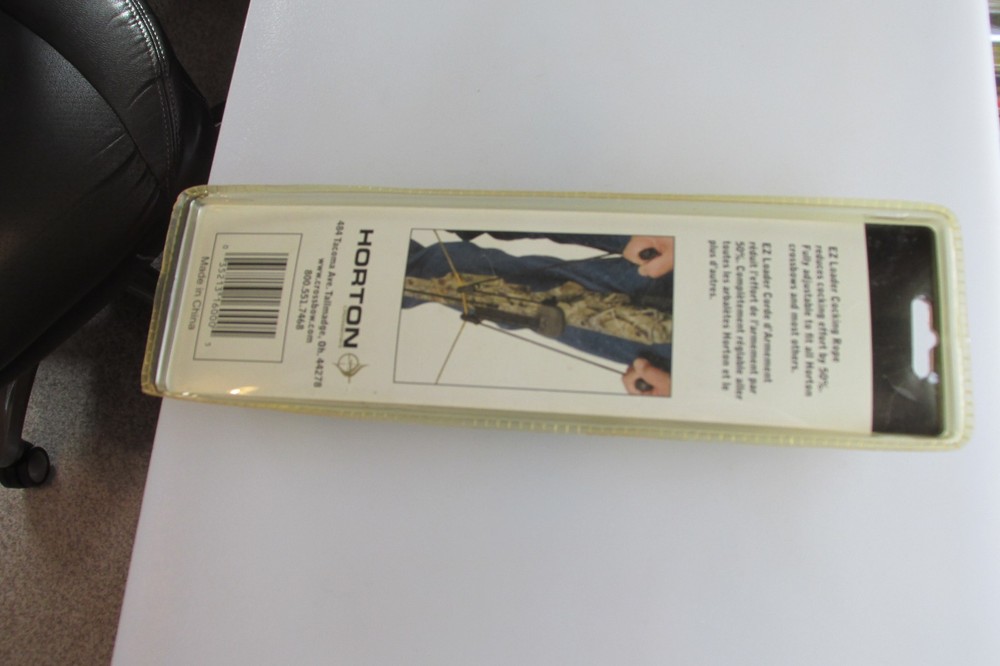 EZ Loader Cocking Rope
reduces cocking effort by 50%.
Fully adjustable to fit all Horton
crossbows and most others.
EZ Loader Corde d'Armement
réduit l'effort de l'armement par
50%. Complètement réglable aller
toutes les arbalètes Horton et le
plus d'autres.
HORTON
484 Tacoma Ave. Tallmadge, Oh. 44278
www.crossbow.com
800.551.7468
Made in China